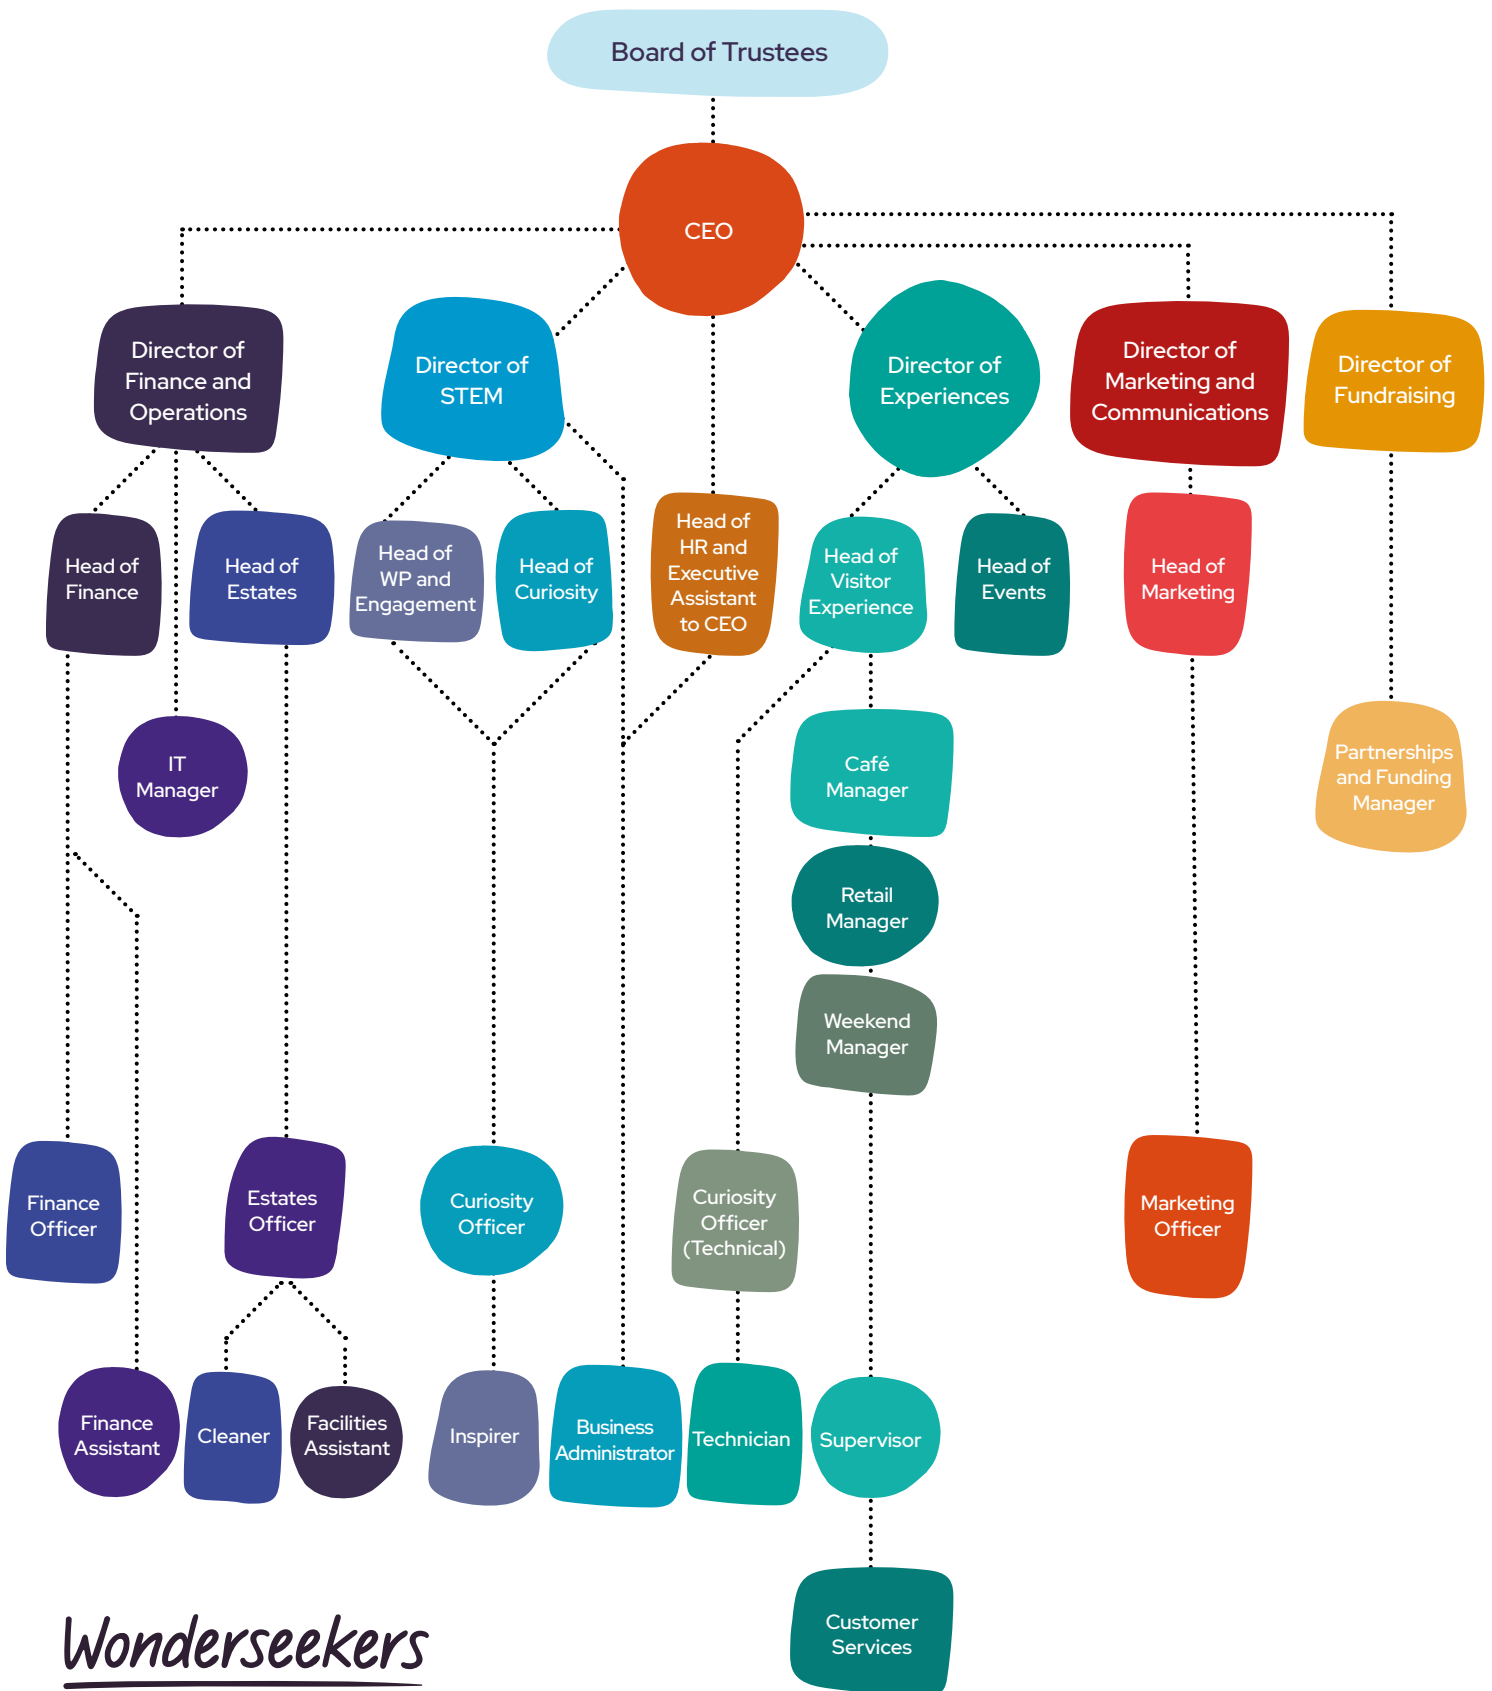 Board of Trustees
CEO
Director of
Finance and
Operations
Director of
STEM
Director of
Experiences
Director of
Marketing and
Communications
Director of
Fundraising
Head of
Finance
Head of
Estates
Head of
WP and
Engagement
Head of
Curiosity
Head of
HR and
Executive
Assistant
to CEO
Head of
Visitor
Experience
Head of
Events
Head of
Marketing
IT
Manager
Café
Manager
Partnerships
and Funding
Manager
Retail
Manager
Weekend
Manager
Finance
Officer
Estates
Officer
Curiosity
Officer
Curiosity
Officer
(Technical)
Marketing
Officer
Finance
Assistant
Cleaner
Facilities
Assistant
Inspirer
Business
Administrator
Technician
Supervisor
Customer
Services
Wonderseekers